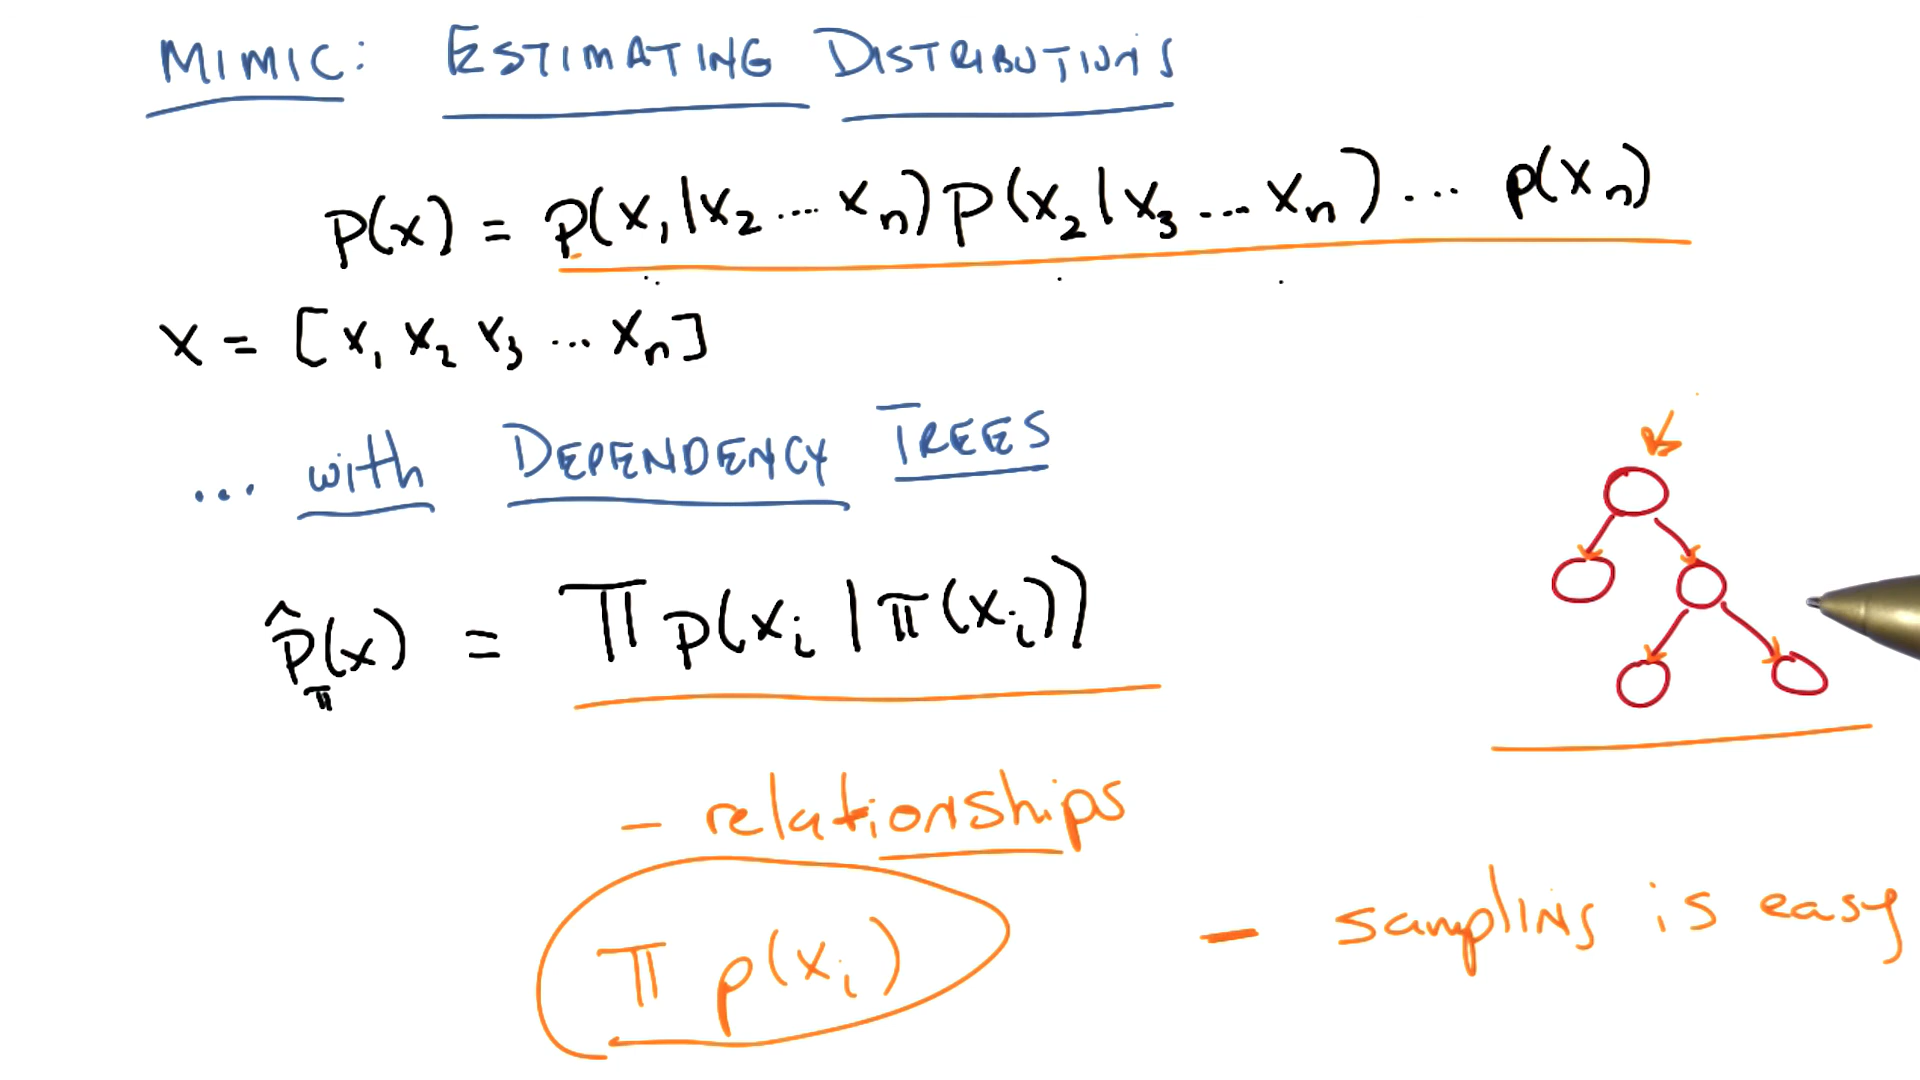 MIMIC: ESTIMATING DISTRIBUTIONS
P(x) = p(x₁|x₂ ... xₙ) p(x₂|x₃ ... xₙ) ... p(xₙ)
x = [x₁ x₂ x₃ ... xₙ]
... with DEPENDENCY TREES
p̂π(x) = Π p(xᵢ | π(xᵢ))
- relationships
Π p(xᵢ)
- sampling is easy